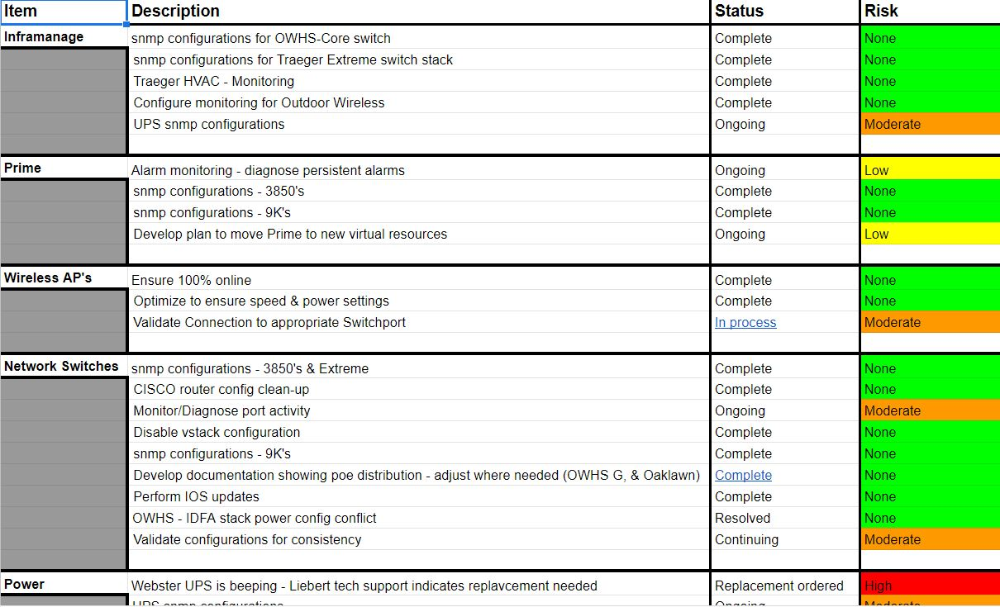 Item Description Status Risk
Inframanage snmp configurations for OWHS-Core switch Complete None
snmp configurations for Traeger Extreme switch stack Complete None
Traeger HVAC - Monitoring Complete None
Configure monitoring for Outdoor Wireless Complete None
UPS snmp configurations Ongoing Moderate
Prime Alarm monitoring - diagnose persistent alarms Ongoing Low
snmp configurations - 3850's Complete None
snmp configurations - 9K's Complete None
Develop plan to move Prime to new virtual resources Ongoing Low
Wireless AP's Ensure 100% online Complete None
Optimize to ensure speed & power settings Complete None
Validate Connection to appropriate Switchport In process Moderate
Network Switches snmp configurations - 3850's & Extreme Complete None
CISCO router config clean-up Complete None
Monitor/Diagnose port activity Ongoing Moderate
Disable vstack configuration Complete None
snmp configurations - 9K's Complete None
Develop documentation showing poe distribution - adjust where needed (OWHS G, & Oaklawn) Complete None
Perform IOS updates Complete None
OWHS - IDFA stack power config conflict Resolved None
Validate configurations for consistency Continuing Moderate
Power Webster UPS is beeping - Liebert tech support indicates replavcement needed Replacement ordered High
UPS snmp configurations Ongoing Moderate